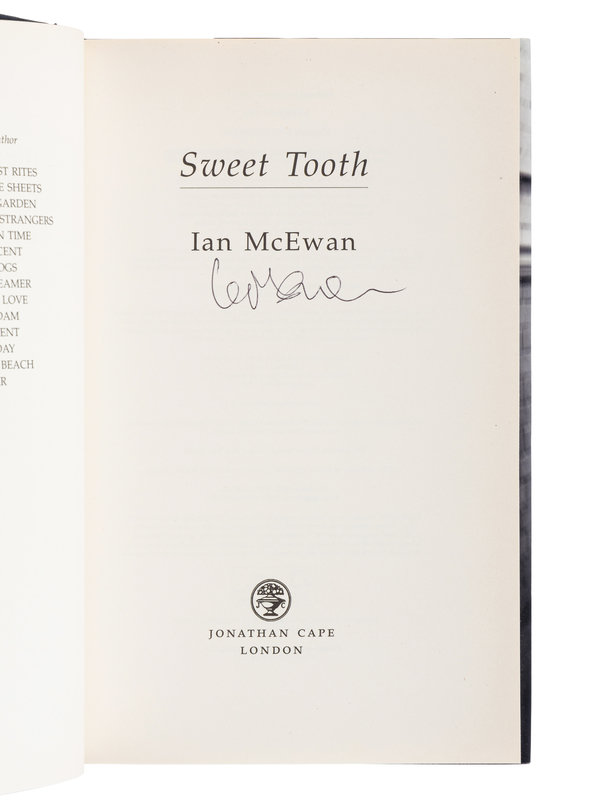 thor
ST RITES
E SHEETS
GARDEN
STRANGERS
N TIME
CENT
OGS
EAMER
LOVE
DAM
ENT
DAY
BEACH
R
Sweet Tooth
Ian McEwan
J C
JONATHAN CAPE
LONDON